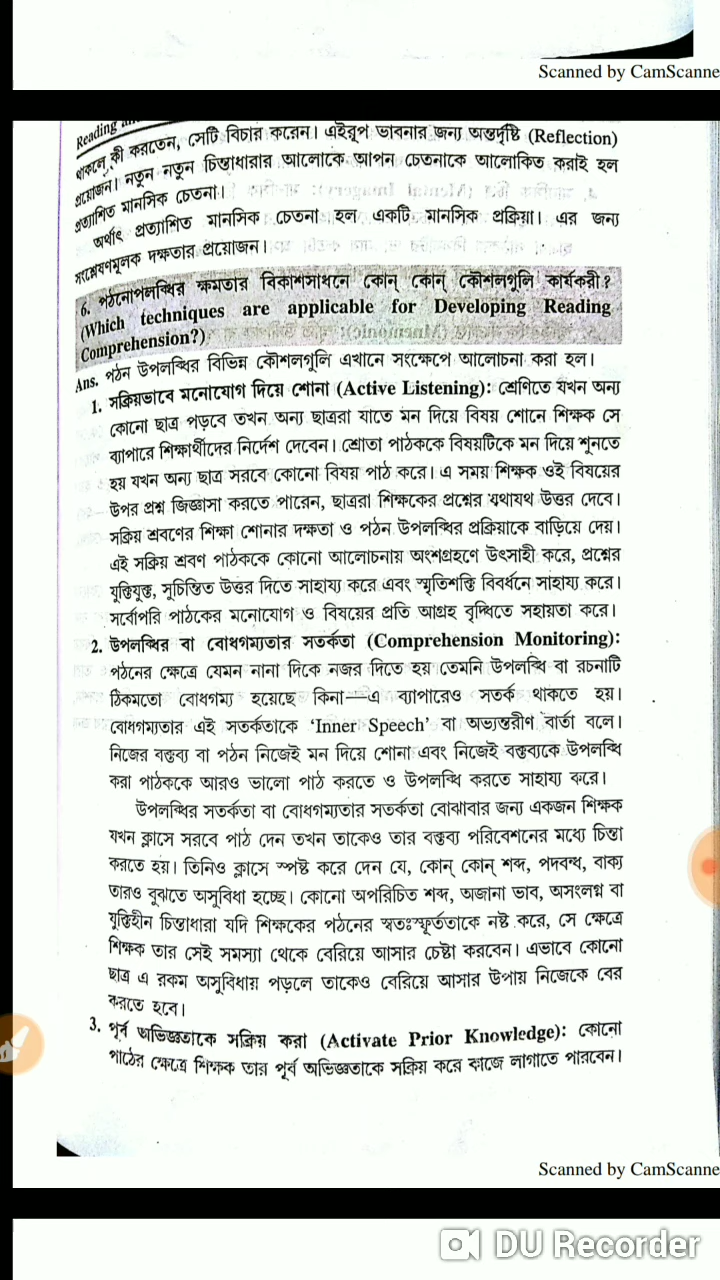 Scanned by CamScanne
Reading
থাকলে কী করতেন, সেটি বিচার করেন। এইরূপ ভাবনার জন্য অন্তর্দৃষ্টি (Reflection)
প্রয়োজন। নতুন নতুন চিন্তাধারার আলোকে আপন চেতনাকে আলোকিত করাই হল
প্রত্যাশিত মানসিক চেতনা।
অর্থাৎ প্রত্যাশিত মানসিক চেতনা হল একটি মানসিক প্রক্রিয়া। এর জন্য
সংশ্লেষণমূলক দক্ষতার প্রয়োজন।
6. পঠনোপলব্ধির ক্ষমতার বিকাশসাধনে কোন্ কোন্ কৌশলগুলি কার্যকরী?
(Which techniques are applicable for Developing Reading
Comprehension?)
Ans. পঠন উপলব্ধির বিভিন্ন কৌশলগুলি এখানে সংক্ষেপে আলোচনা করা হল।
1. সক্রিয়ভাবে মনোযোগ দিয়ে শোনা (Active Listening): শ্রেণিতে যখন অন্য
কোনো ছাত্র পড়বে তখন অন্য ছাত্ররা যাতে মন দিয়ে বিষয় শোনে শিক্ষক সে
ব্যাপারে শিক্ষার্থীদের নির্দেশ দেবেন। শ্রোতা পাঠককে বিষয়টিকে মন দিয়ে শুনতে
হয় যখন অন্য ছাত্র সরবে কোনো বিষয় পাঠ করে। এ সময় শিক্ষক ওই বিষয়ের
উপর প্রশ্ন জিজ্ঞাসা করতে পারেন, ছাত্ররা শিক্ষকের প্রশ্নের যথাযথ উত্তর দেবে।
সক্রিয় শ্রবণের শিক্ষা শোনার দক্ষতা ও পঠন উপলব্ধির প্রক্রিয়াকে বাড়িয়ে দেয়।
এই সক্রিয় শ্রবণ পাঠককে কোনো আলোচনায় অংশগ্রহণে উৎসাহী করে, প্রশ্নের
যুক্তিযুক্ত, সুচিন্তিত উত্তর দিতে সাহায্য করে এবং স্মৃতিশক্তি বিবর্ধনে সাহায্য করে।
সর্বোপরি পাঠকের মনোযোগ ও বিষয়ের প্রতি আগ্রহ বৃদ্ধিতে সহায়তা করে।
2. উপলব্ধির বা বোধগম্যতার সতর্কতা (Comprehension Monitoring):
পঠনের ক্ষেত্রে যেমন নানা দিকে নজর দিতে হয় তেমনি উপলব্ধি বা রচনাটি
ঠিকমতো বোধগম্য হয়েছে কিনা—এ ব্যাপারেও সতর্ক থাকতে হয়।
বোধগম্যতার এই সতর্কতাকে ‘Inner Speech’ বা অভ্যন্তরীণ বার্তা বলে।
নিজের বক্তব্য বা পঠন নিজেই মন দিয়ে শোনা এবং নিজেই বক্তব্যকে উপলব্ধি
করা পাঠককে আরও ভালো পাঠ করতে ও উপলব্ধি করতে সাহায্য করে।
উপলব্ধির সতর্কতা বা বোধগম্যতার সতর্কতা বোঝাবার জন্য একজন শিক্ষক
যখন ক্লাসে সরবে পাঠ দেন তখন তাকেও তার বক্তব্য পরিবেশনের মধ্যে চিন্তা
করতে হয়। তিনিও ক্লাসে স্পষ্ট করে দেন যে, কোন্ কোন্ শব্দ, পদবন্ধ, বাক্য
তারও বুঝতে অসুবিধা হচ্ছে। কোনো অপরিচিত শব্দ, অজানা ভাব, অসংলগ্ন বা
যুক্তিহীন চিন্তাধারা যদি শিক্ষকের পঠনের স্বতঃস্ফূর্ততাকে নষ্ট করে, সে ক্ষেত্রে
শিক্ষক তার সেই সমস্যা থেকে বেরিয়ে আসার চেষ্টা করবেন। এভাবে কোনো
ছাত্র এ রকম অসুবিধায় পড়লে তাকেও বেরিয়ে আসার উপায় নিজেকে বের
করতে হবে।
3. পূর্ব অভিজ্ঞতাকে সক্রিয় করা (Activate Prior Knowledge): কোনো
পাঠের ক্ষেত্রে শিক্ষক তার পূর্ব অভিজ্ঞতাকে সক্রিয় করে কাজে লাগাতে পারবেন।
Scanned by CamScanne
DU Recorder